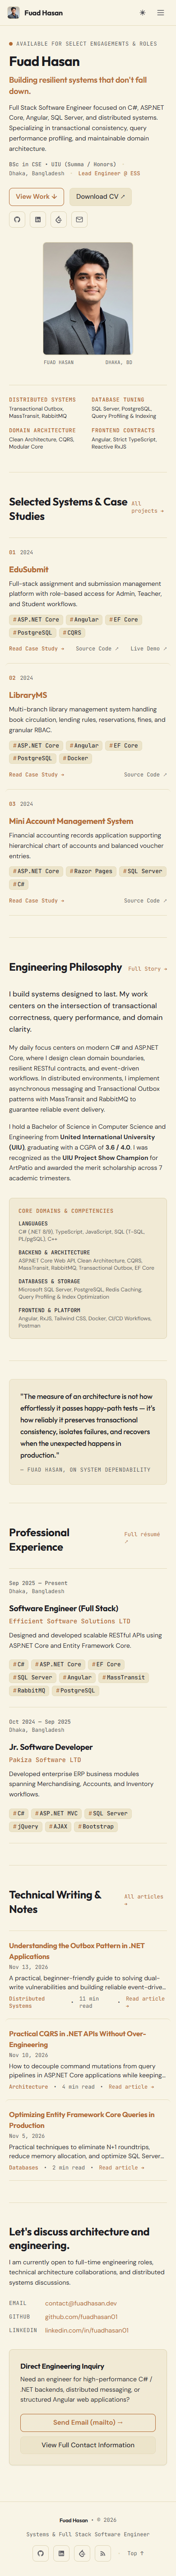 Fuad Hasan
AVAILABLE FOR SELECT ENGAGEMENTS & ROLES
Fuad Hasan
Building resilient systems that don't fall
down.
Full Stack Software Engineer focused on C#, ASP.NET
Core, Angular, SQL Server, and distributed systems.
Specializing in transactional consistency, query
performance profiling, and maintainable domain
architecture.
BSc in CSE • UIU (Summa / Honors)
Dhaka, Bangladesh · Lead Engineer @ ESS
View Work ↓
Download CV ↗
FUAD HASAN
DHAKA, BD
DISTRIBUTED SYSTEMS
Transactional Outbox,
MassTransit, RabbitMQ
DATABASE TUNING
SQL Server, PostgreSQL,
Query Profiling & Indexing
DOMAIN ARCHITECTURE
Clean Architecture, CQRS,
Modular Core
FRONTEND CONTRACTS
Angular, Strict TypeScript,
Reactive RxJS
Selected Systems & Case
Studies
All
projects →
01 2024
EduSubmit
Full-stack assignment and submission management
platform with role-based access for Admin, Teacher,
and Student workflows.
#ASP.NET Core #Angular #EF Core
#PostgreSQL #CQRS
Read Case Study → Source Code ↗ Live Demo ↗
02 2024
LibraryMS
Multi-branch library management system handling
book circulation, lending rules, reservations, fines, and
granular RBAC.
#ASP.NET Core #Angular #EF Core
#PostgreSQL #Docker
Read Case Study → Source Code ↗
03 2024
Mini Account Management System
Financial accounting records application supporting
hierarchical chart of accounts and balanced voucher
entries.
#ASP.NET Core #Razor Pages #SQL Server
#C#
Read Case Study → Source Code ↗
Engineering Philosophy
Full Story →
I build systems designed to last. My work
centers on the intersection of transactional
correctness, query performance, and domain
clarity.
My daily focus centers on modern C# and ASP.NET
Core, where I design clean domain boundaries,
resilient RESTful contracts, and event-driven
workflows. In distributed environments, I implement
asynchronous messaging and Transactional Outbox
patterns with MassTransit and RabbitMQ to
guarantee reliable event delivery.
I hold a Bachelor of Science in Computer Science and
Engineering from United International University
(UIU), graduating with a CGPA of 3.8 / 4.0. I was
recognized as the UIU Project Show Champion for
ArtPatio and awarded the merit scholarship across 7
academic trimesters.
CORE DOMAINS & COMPETENCIES
LANGUAGES
C# (.NET 8/9), TypeScript, JavaScript, SQL (T-SQL,
PL/pgSQL), C++
BACKEND & ARCHITECTURE
ASP.NET Core Web API, Clean Architecture, CQRS,
MassTransit, RabbitMQ, Transactional Outbox, EF Core
DATABASES & STORAGE
Microsoft SQL Server, PostgreSQL, Redis Caching,
Query Profiling & Index Optimization
FRONTEND & PLATFORM
Angular, RxJS, Tailwind CSS, Docker, CI/CD Workflows,
Postman
"The measure of an architecture is not how
effortlessly it passes happy-path tests — it's
how reliably it preserves transactional
consistency, isolates failures, and recovers
when the unexpected happens in
production."
— FUAD HASAN, ON SYSTEM DEPENDABILITY
Professional
Experience
Full résumé
↗
Sep 2025 — Present
Dhaka, Bangladesh
Software Engineer (Full Stack)
Efficient Software Solutions LTD
Designed and developed scalable RESTful APIs using
ASP.NET Core and Entity Framework Core.
#C# #ASP.NET Core #EF Core
#SQL Server #Angular #MassTransit
#RabbitMQ #PostgreSQL
Oct 2024 — Sep 2025
Dhaka, Bangladesh
Jr. Software Developer
Pakiza Software LTD
Developed enterprise ERP business modules
spanning Merchandising, Accounts, and Inventory
workflows.
#C# #ASP.NET MVC #SQL Server
#jQuery #AJAX #Bootstrap
Technical Writing &
Notes
All articles
→
Understanding the Outbox Pattern in .NET
Applications
Nov 13, 2026
A practical, beginner-friendly guide to solving dual-
write vulnerabilities and building reliable event-drive...
Distributed
Systems
•
11 min
read
•
Read article
→
Practical CQRS in .NET APIs Without Over-
Engineering
Nov 10, 2026
How to decouple command mutations from query
pipelines in ASP.NET Core applications while keeping...
Architecture • 4 min read • Read article →
Optimizing Entity Framework Core Queries in
Production
Nov 5, 2026
Practical techniques to eliminate N+1 roundtrips,
reduce memory allocation, and optimize SQL Server...
Databases • 2 min read • Read article →
Let's discuss architecture and
engineering.
I am currently open to full-time engineering roles,
technical architecture collaborations, and distributed
systems discussions.
EMAIL contact@fuadhasan.dev
GITHUB github.com/fuadhasan01
LINKEDIN linkedin.com/in/fuadhasan01
Direct Engineering Inquiry
Need an engineer for high-performance C# /
.NET backends, distributed messaging, or
structured Angular web applications?
Send Email (mailto) →
View Full Contact Information
Fuad Hasan • © 2026
Systems & Full Stack Software Engineer
Top ↑